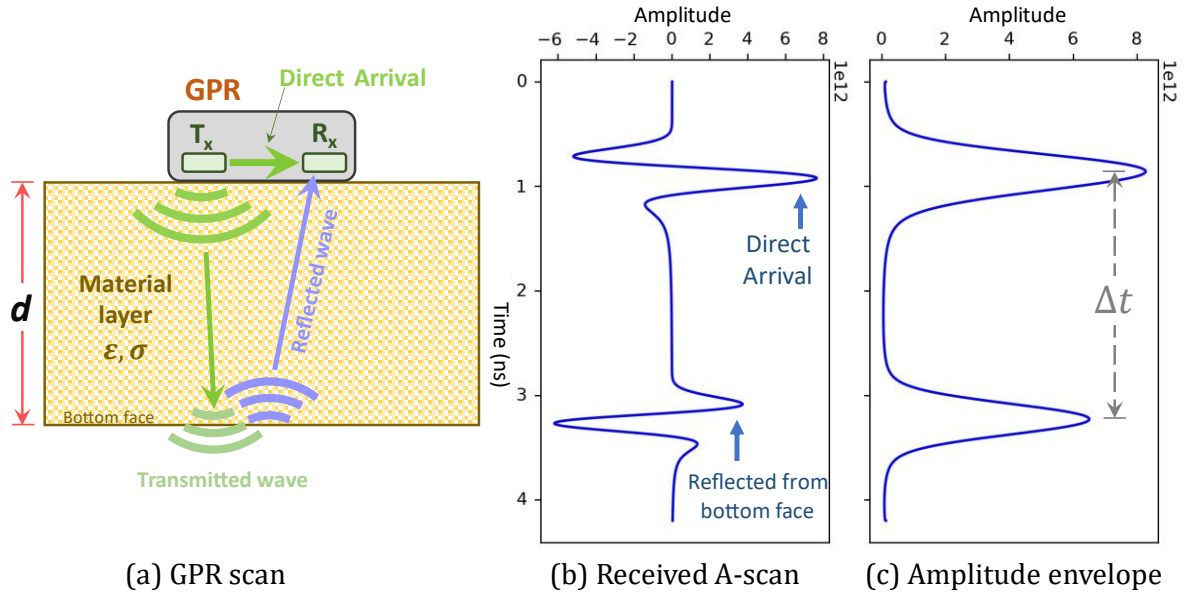 GPR
Direct Arrival
Tx
Rx
d
Material
layer
ε, σ
Reflected wave
Bottom face
Transmitted wave
(a) GPR scan
Amplitude
−6 −4 −2 0 2 4 6 8
1e12
0
1
2
3
4
Time (ns)
Direct
Arrival
Reflected from
bottom face
(b) Received A-scan
Amplitude
0 2 4 6 8
1e12
Δt
(c) Amplitude envelope